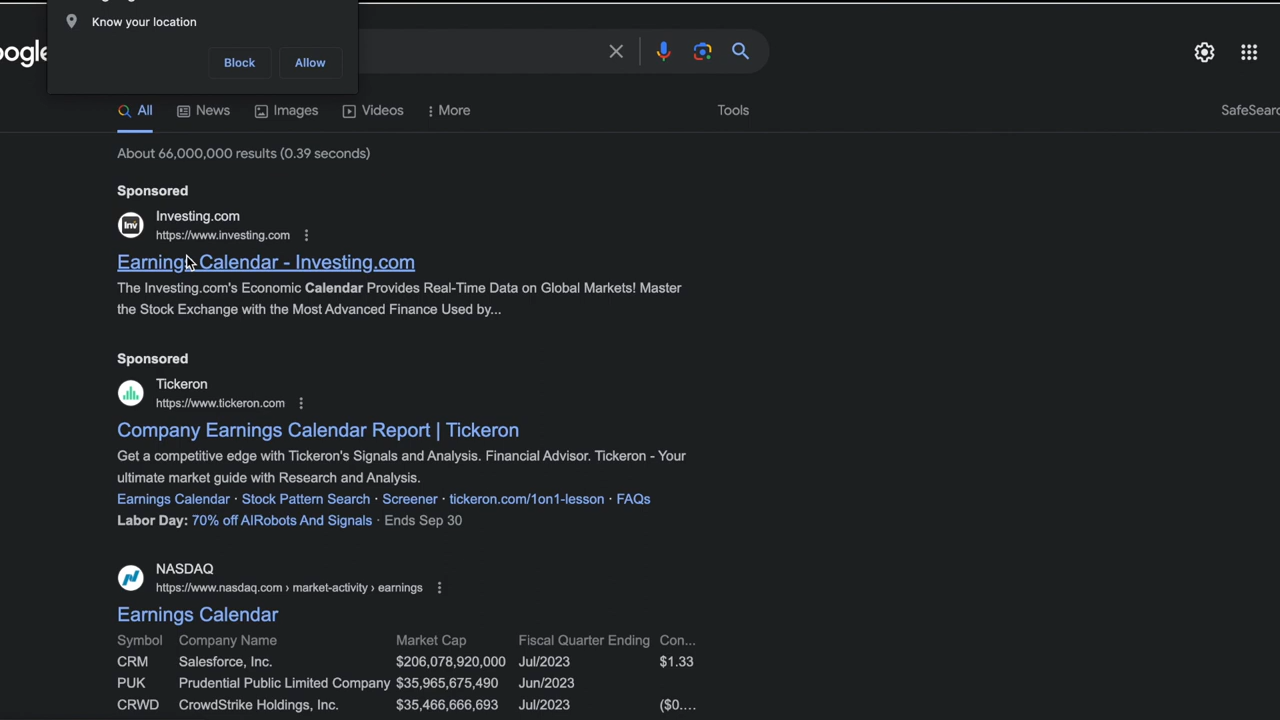 Know your location
Block Allow
All News Images Videos More Tools
About 66,000,000 results (0.39 seconds)
Sponsored
Inv
Investing.com
https://www.investing.com
Earnings Calendar - Investing.com
The Investing.com's Economic Calendar Provides Real-Time Data on Global Markets! Master
the Stock Exchange with the Most Advanced Finance Used by...
Sponsored
Tickeron
https://www.tickeron.com
Company Earnings Calendar Report | Tickeron
Get a competitive edge with Tickeron's Signals and Analysis. Financial Advisor. Tickeron - Your
ultimate market guide with Research and Analysis.
Earnings Calendar · Stock Pattern Search · Screener · tickeron.com/1on1-lesson · FAQs
Labor Day: 70% off AIRobots And Signals · Ends Sep 30
NASDAQ
https://www.nasdaq.com › market-activity › earnings
Earnings Calendar
Symbol Company Name Market Cap Fiscal Quarter Ending Con...
CRM Salesforce, Inc. $206,078,920,000 Jul/2023 $1.33
PUK Prudential Public Limited Company $35,965,675,490 Jun/2023
CRWD CrowdStrike Holdings, Inc. $35,466,666,693 Jul/2023 ($0....